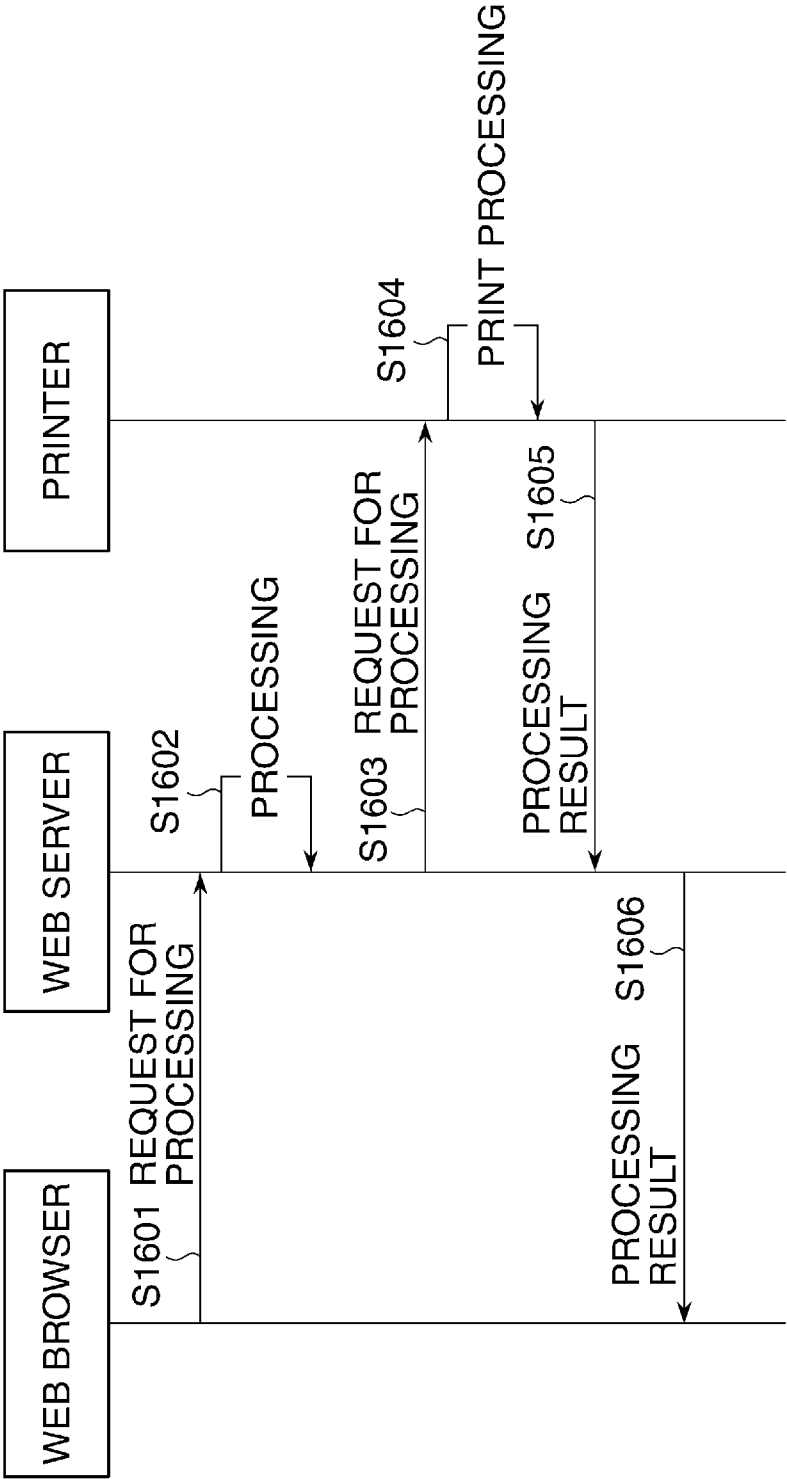 WEB BROWSER
WEB SERVER
PRINTER
S1601
REQUEST FOR
PROCESSING
S1602
PROCESSING
S1603
REQUEST FOR
PROCESSING
S1604
PRINT PROCESSING
PROCESSING
RESULT
S1605
PROCESSING
RESULT
S1606